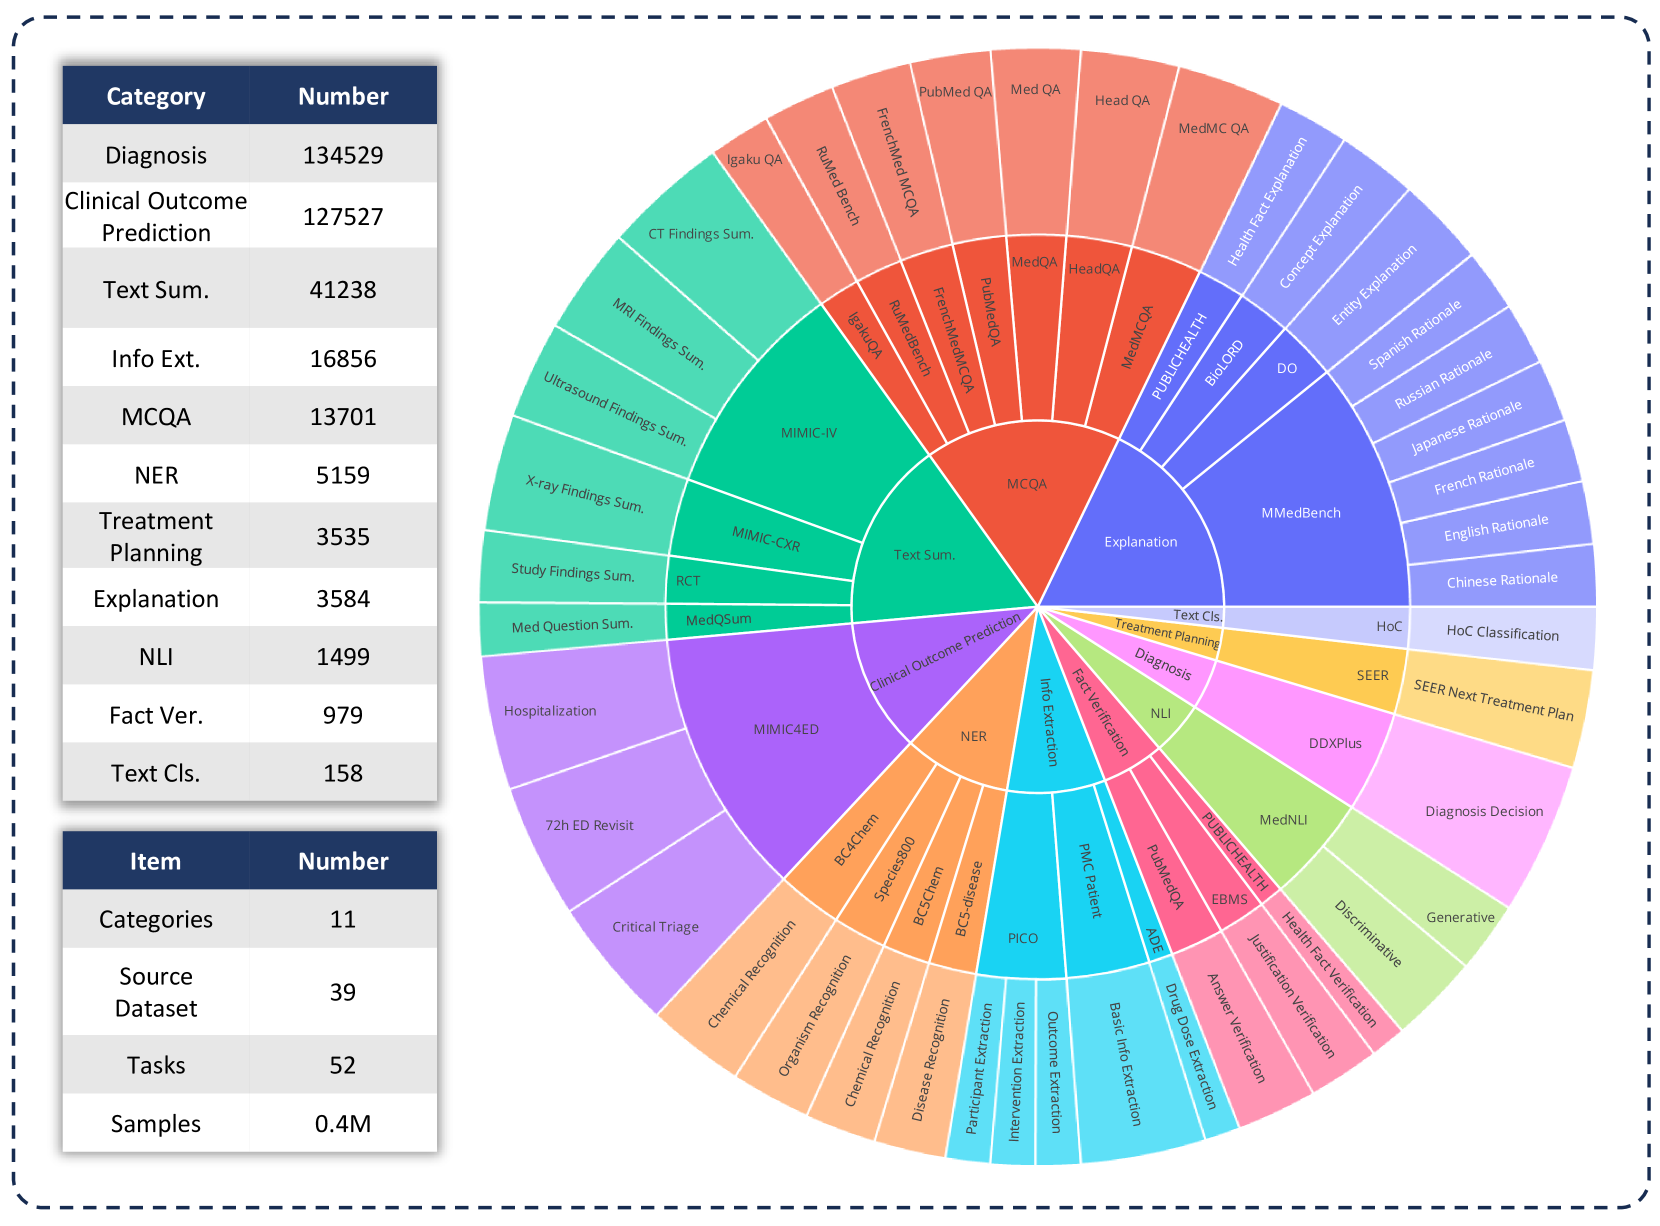 Category Number
Diagnosis 134529
Clinical Outcome
Prediction 127527
Text Sum. 41238
Info Ext. 16856
MCQA 13701
NER 5159
Treatment
Planning 3535
Explanation 3584
NLI 1499
Fact Ver. 979
Text Cls. 158
Item Number
Categories 11
Source
Dataset 39
Tasks 52
Samples 0.4M
MCQA
IgakuQA
RuMedBench
FrenchMedMCQA
PubMedQA
MedQA
HeadQA
MedMCQA
Igaku QA
RuMed Bench
FrenchMed MCQA
PubMed QA
Med QA
Head QA
MedMC QA
Explanation
PUBLICHEALTH
BioLORD
DO
MMedBench
Health Fact Explanation
Concept Explanation
Entity Explanation
Spanish Rationale
Russian Rationale
Japanese Rationale
French Rationale
English Rationale
Chinese Rationale
Text Cls.
HoC
HoC Classification
Treatment Planning
SEER
SEER Next Treatment Plan
Diagnosis
DDXPlus
Diagnosis Decision
NLI
MedNLI
Generative
Discriminative
Fact Verification
PUBLICHEALTH
EBMS
PubMedQA
Health Fact Verification
Justification Verification
Answer Verification
Info Extraction
ADE
PMC Patient
PICO
Drug Dose Extraction
Basic Info Extraction
Outcome Extraction
Intervention Extraction
Participant Extraction
NER
BC5-disease
BC5Chem
Species800
BC4Chem
Disease Recognition
Chemical Recognition
Organism Recognition
Chemical Recognition
Clinical Outcome Prediction
MIMIC4ED
Critical Triage
72h ED Revisit
Hospitalization
Text Sum.
MedQSum
RCT
MIMIC-CXR
MIMIC-IV
Med Question Sum.
Study Findings Sum.
X-ray Findings Sum.
Ultrasound Findings Sum.
MRI Findings Sum.
CT Findings Sum.